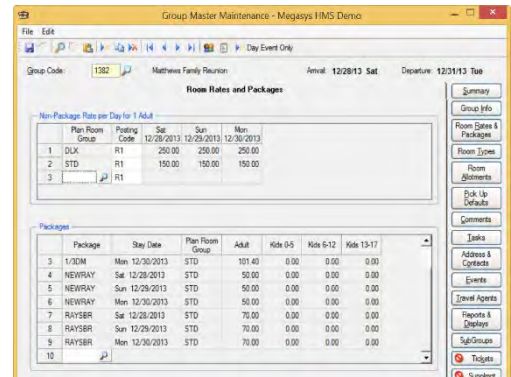 Group Master Maintenance - Megasys HMS Demo
File Edit
Day Event Only
Group Code: 1382 Matthews Family Reunion Arrival: 12/28/13 Sat Departure: 12/31/13 Tue
Room Rates and Packages
Summary
Group Info
Room Rates & Packages
Room Types
Room Allotments
Pick Up Defaults
Comments
Tasks
Address & Contacts
Events
Travel Agents
Reports & Displays
SubGroups
Tickets
Non-Package Rate per Day for 1 Adult
Plan Room Group Posting Code Sat 12/28/2013 Sun 12/29/2013 Mon 12/30/2013
1 DLX R1 250.00 250.00 250.00
2 STD R1 150.00 150.00 150.00
3 R1
Packages
Package Stay Date Plan Room Group Adult Kids 0-5 Kids 6-12 Kids 13-17
3 1/3DM Mon 12/30/2013 STD 101.40 0.00 0.00 0.00
4 NEWRAY Sat 12/28/2013 STD 50.00 0.00 0.00 0.00
5 NEWRAY Sun 12/29/2013 STD 50.00 0.00 0.00 0.00
6 NEWRAY Mon 12/30/2013 STD 50.00 0.00 0.00 0.00
7 RAYSBR Sat 12/28/2013 STD 70.00 0.00 0.00 0.00
8 RAYSBR Sun 12/29/2013 STD 70.00 0.00 0.00 0.00
9 RAYSBR Mon 12/30/2013 STD 70.00 0.00 0.00 0.00
10